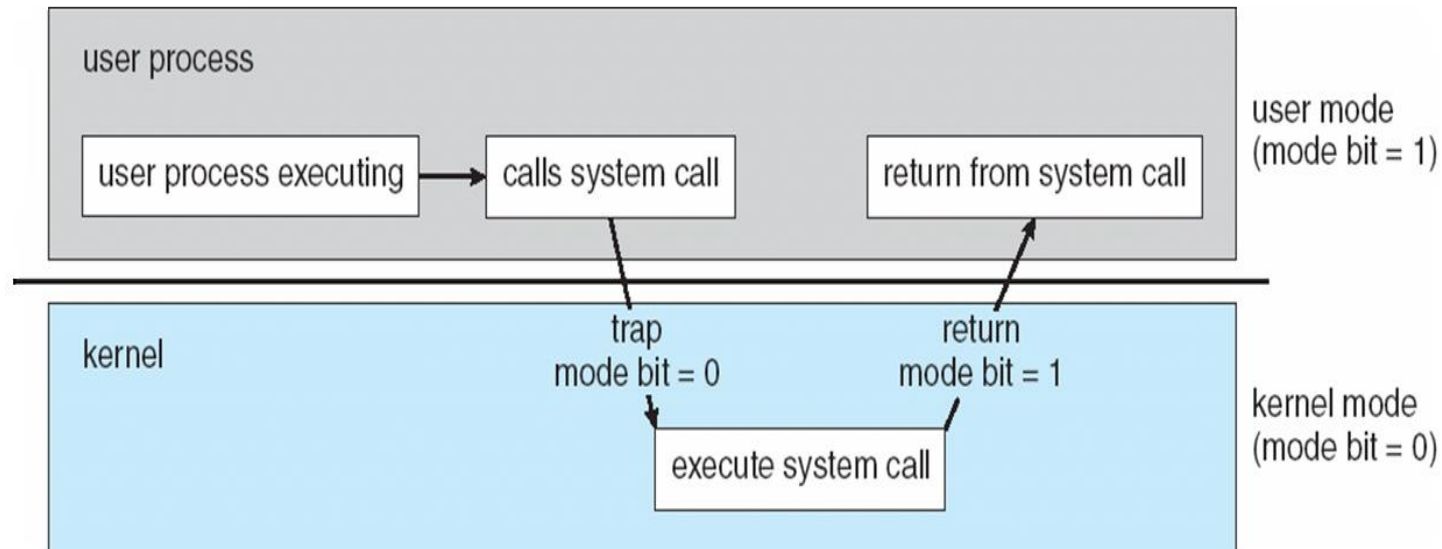 user process
user process executing
calls system call
return from system call
user mode
(mode bit = 1)
kernel
trap
mode bit = 0
return
mode bit = 1
execute system call
kernel mode
(mode bit = 0)